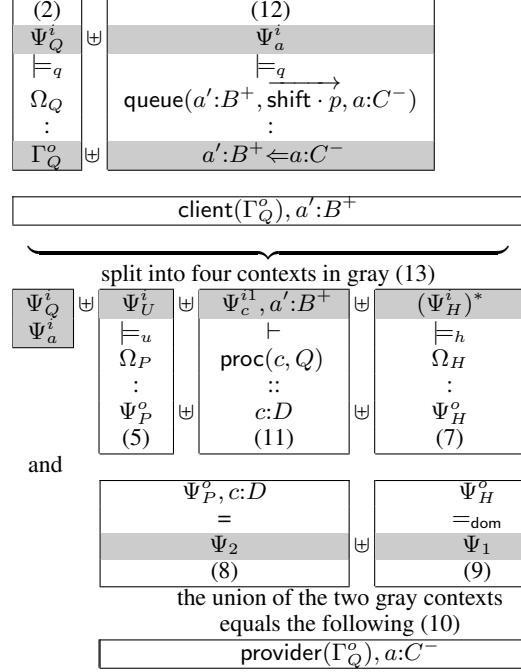 (2) (12)
Ψ_Q^i ⊎ Ψ_a^i
⊨_q ⊨_q
Ω_Q queue(a′:B⁺, \overrightarrow{shift · p}, a:C⁻)
: :
Γ_Q^o ⊎ a′:B⁺⇐a:C⁻
client(Γ_Q^o), a′:B⁺
split into four contexts in gray (13)
Ψ_Q^i ⊎ Ψ_U^i ⊎ Ψ_c^{i1}, a′:B⁺ ⊎ (Ψ_H^i)*
Ψ_a^i ⊨_u ⊢ ⊨_h
Ω_P proc(c, Q) Ω_H
: :: :
Ψ_P^o ⊎ c:D ⊎ Ψ_H^o
(5) (11) (7)
and
Ψ_P^o, c:D Ψ_H^o
= =_dom
Ψ_2 ⊎ Ψ_1
(8) (9)
the union of the two gray contexts
equals the following (10)
provider(Γ_Q^o), a:C⁻